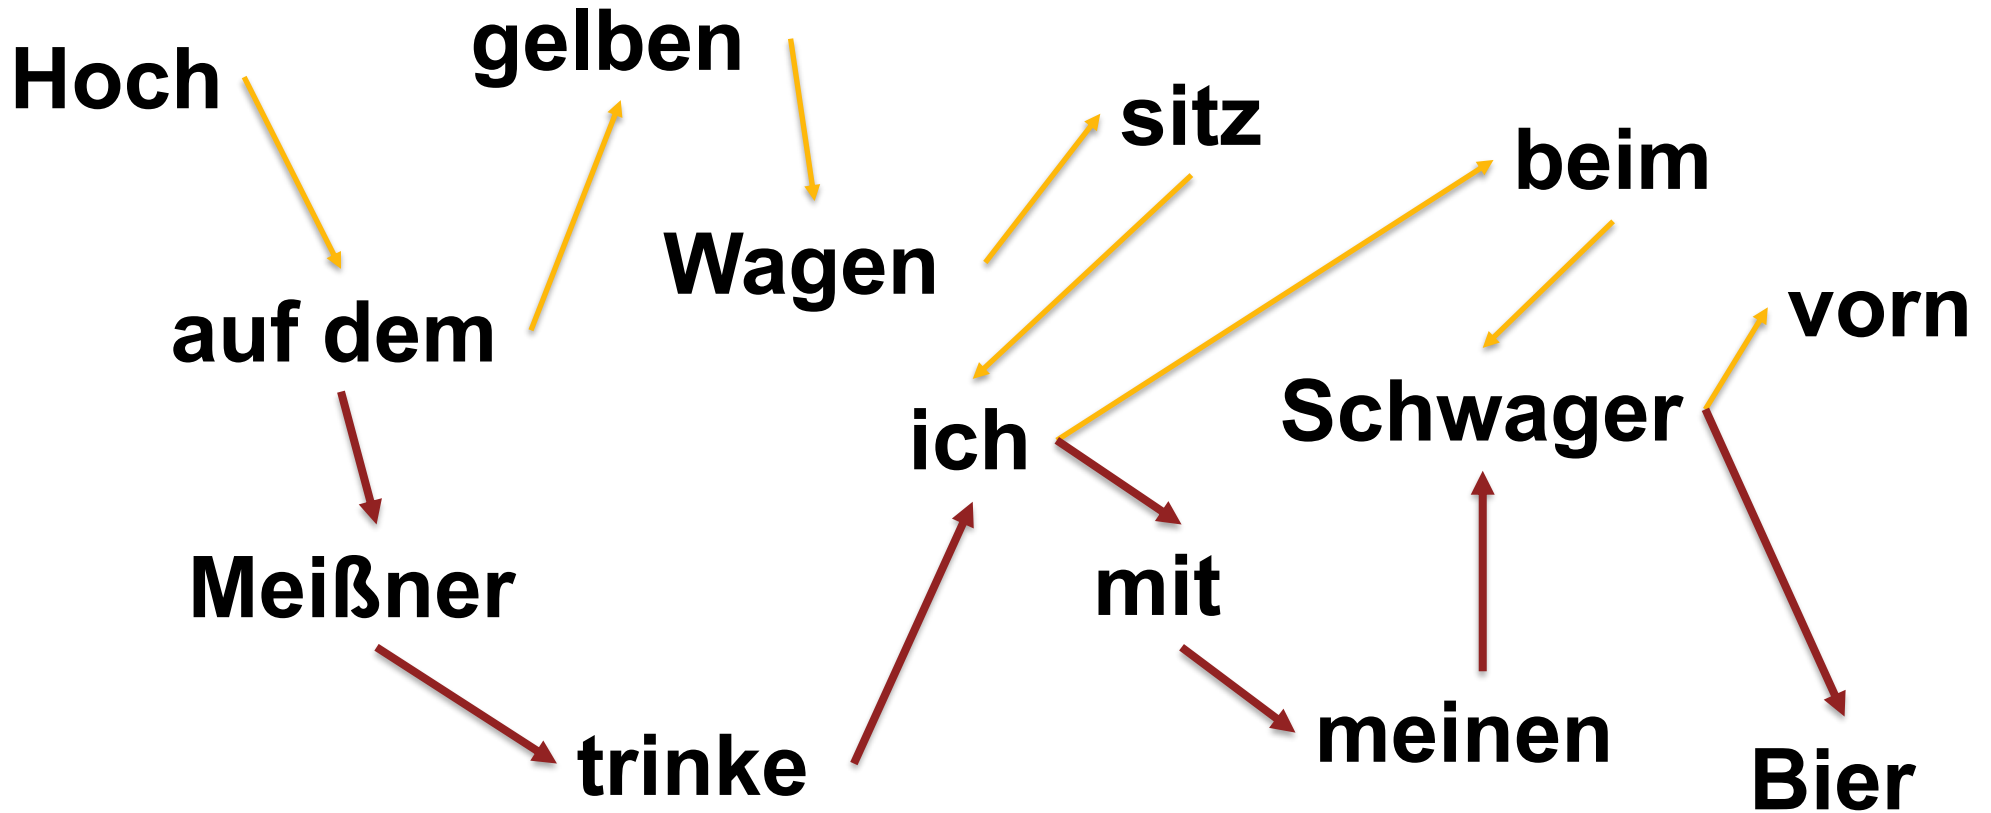 Hoch
gelben
sitz
beim
Wagen
vorn
auf dem
ich
Schwager
Meißner
mit
trinke
meinen
Bier